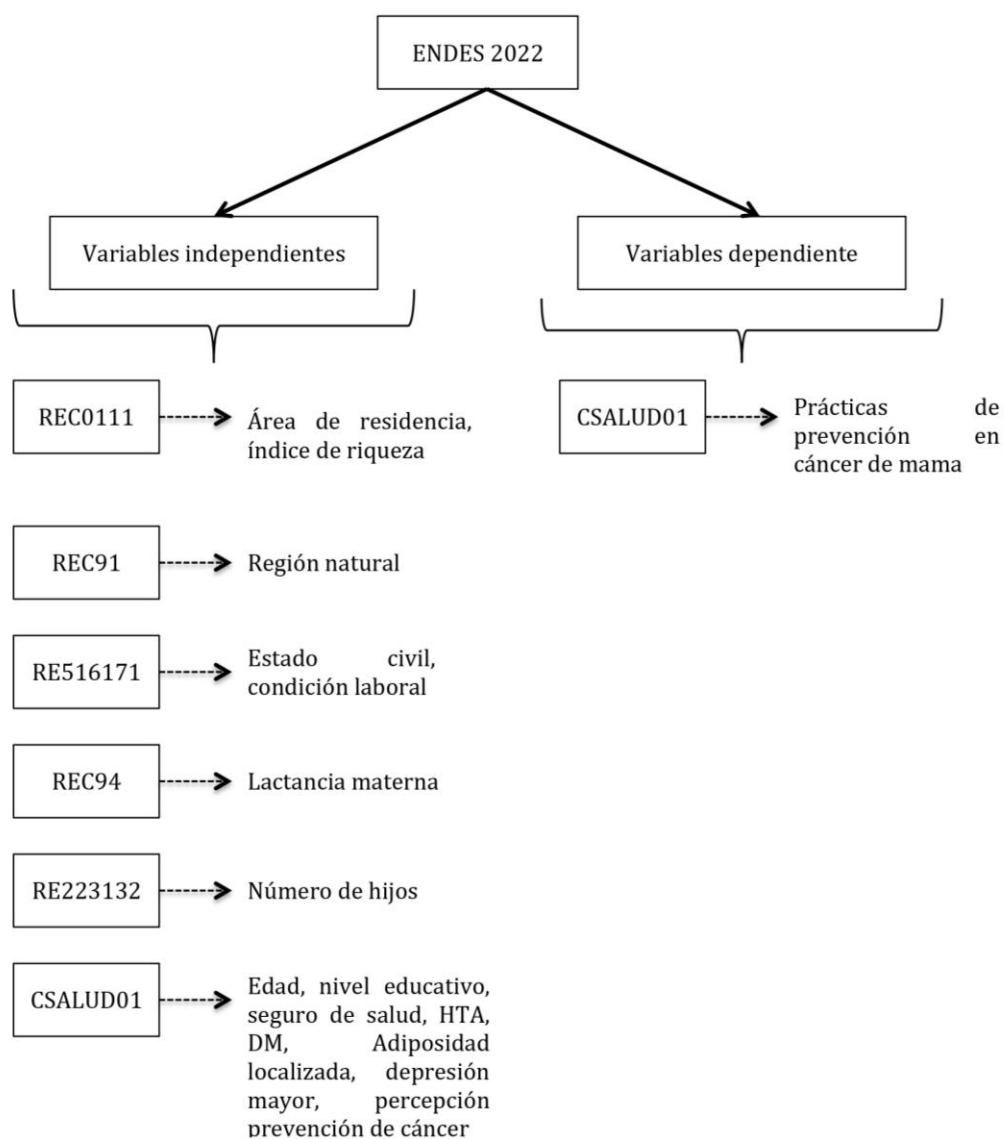 ENDES 2022
Variables independientes
Variables dependiente
REC0111
Área de residencia,
índice de riqueza
CSALUD01
Prácticas de
prevención en
cáncer de mama
REC91
Región natural
RE516171
Estado civil,
condición laboral
REC94
Lactancia materna
RE223132
Número de hijos
CSALUD01
Edad, nivel educativo,
seguro de salud, HTA,
DM, Adiposidad
localizada, depresión
mayor, percepción
prevención de cáncer